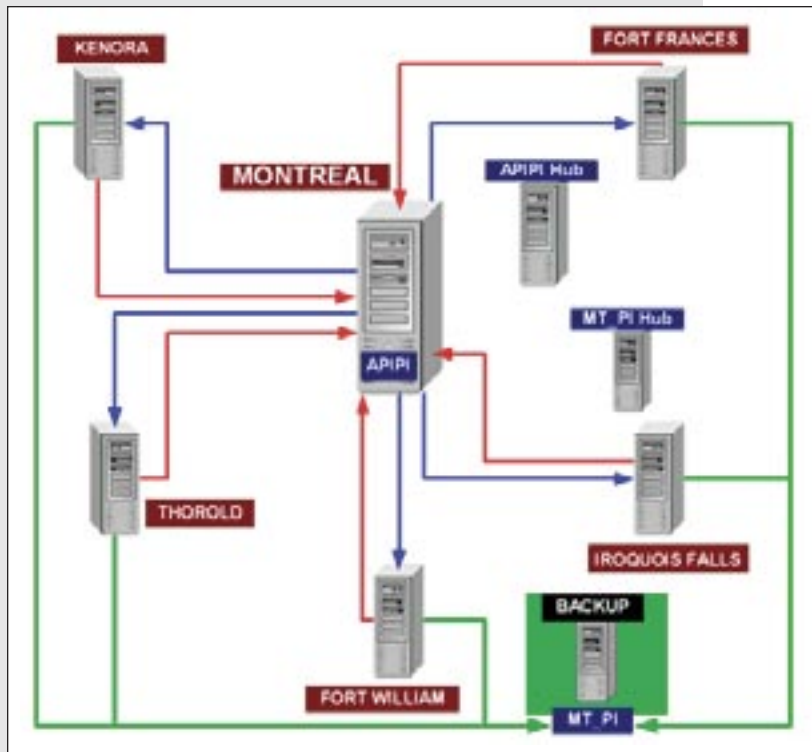 KENORA
FORT FRANCES
MONTREAL
APIPI Hub
MT_PI Hub
APIPI
THOROLD
IROQUOIS FALLS
BACKUP
FORT WILLIAM
MT_PI